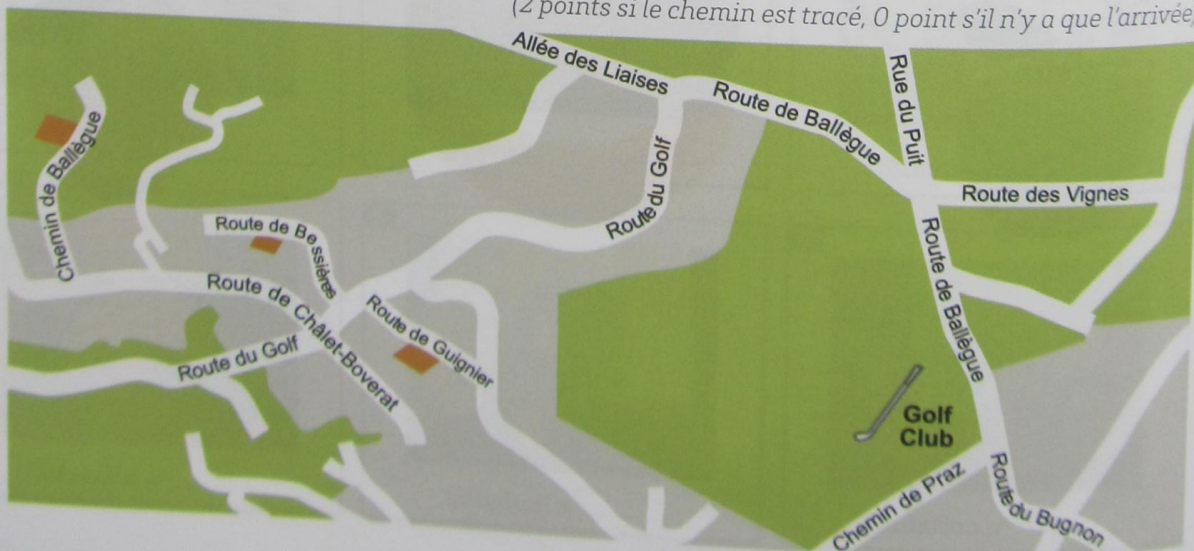 (2 points si le chemin est tracé, 0 point s'il n'y a que l'arrivée
Allée des Liaises
Route de Ballègue
Rue du Puit
Route des Vignes
Chemin de Ballègue
Route du Golf
Route de Bessières
Route de Ballègue
Route de Châlet-Boverat
Route de Guignier
Route du Golf
Golf
Club
Chemin de Praz
Route du Bugnon